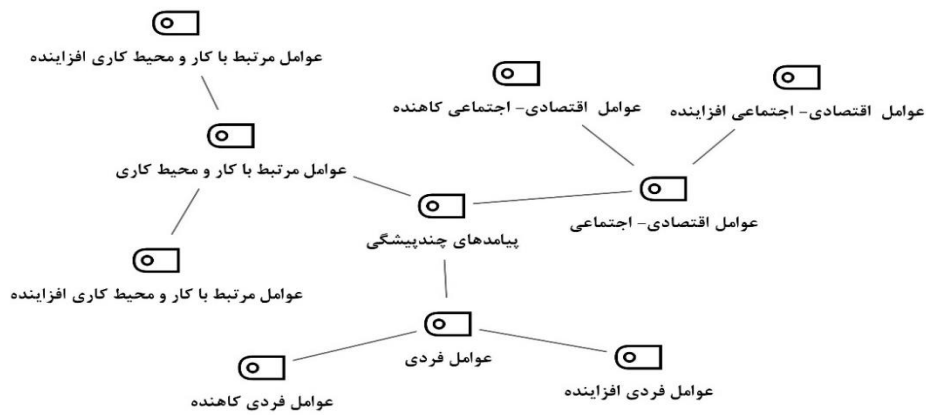 عوامل مرتبط با کار و محیط کاری افزاینده
عوامل اقتصادی- اجتماعی افزاینده
عوامل اقتصادی- اجتماعی کاهنده
عوامل مرتبط با کار و محیط کاری
عوامل اقتصادی- اجتماعی
پیامدهای چندپیشگی
عوامل مرتبط با کار و محیط کاری افزاینده
عوامل فردی
عوامل فردی افزاینده
عوامل فردی کاهنده